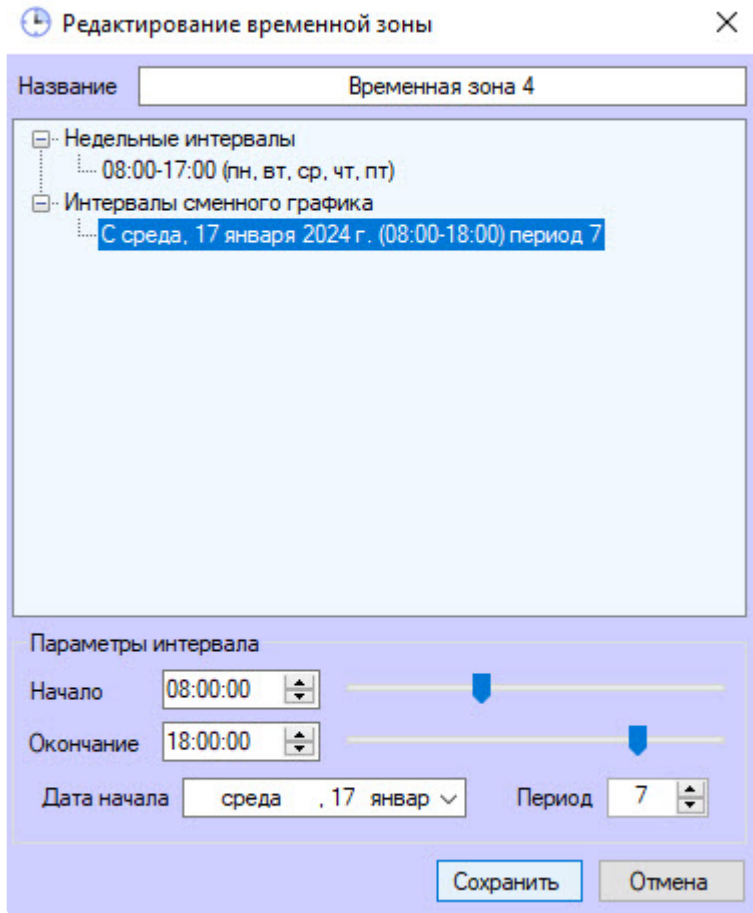 Редактирование временной зоны
Название Временная зона 4
Недельные интервалы
08:00-17:00 (пн, вт, ср, чт, пт)
Интервалы сменного графика
С среда, 17 января 2024 г. (08:00-18:00) период 7
Параметры интервала
Начало 08:00:00
Окончание 18:00:00
Дата начала среда , 17 январ Период 7
Сохранить Отмена